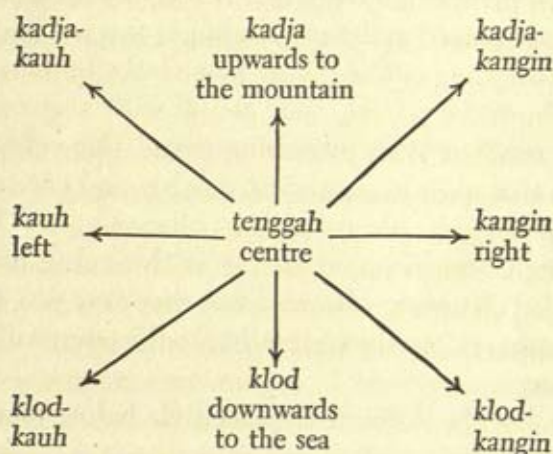 kadja-
kauh
kadja
upwards to
the mountain
kadja-
kangin
kauh
left
tenggah
centre
kangin
right
klod-
kauh
klod
downwards
to the sea
klod-
kangin